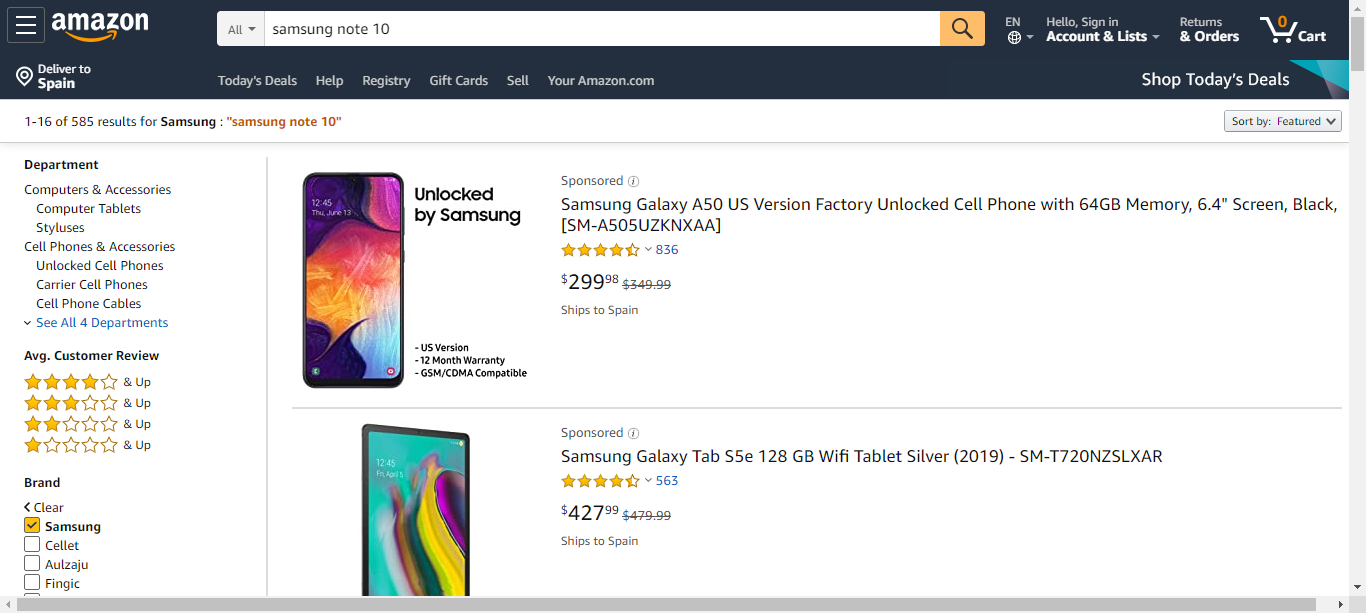 amazon
All
samsung note 10
EN
Hello, Sign in
Account & Lists
Returns
& Orders
0
Cart
Deliver to
Spain
Today's Deals
Help
Registry
Gift Cards
Sell
Your Amazon.com
Shop Today's Deals
1-16 of 585 results for Samsung : "samsung note 10"
Sort by: Featured
Department
Computers & Accessories
Computer Tablets
Styluses
Cell Phones & Accessories
Unlocked Cell Phones
Carrier Cell Phones
Cell Phone Cables
See All 4 Departments
Avg. Customer Review
& Up
& Up
& Up
& Up
Brand
Clear
Samsung
Cellet
Aulzaju
Fingic
12:45
Thu, June 13
Unlocked
by Samsung
- US Version
- 12 Month Warranty
- GSM/CDMA Compatible
Sponsored
Samsung Galaxy A50 US Version Factory Unlocked Cell Phone with 64GB Memory, 6.4" Screen, Black,
[SM-A505UZKNXAA]
836
$29998 $349.99
Ships to Spain
12:45
Fri, April 5
Sponsored
Samsung Galaxy Tab S5e 128 GB Wifi Tablet Silver (2019) - SM-T720NZSLXAR
563
$42799 $479.99
Ships to Spain